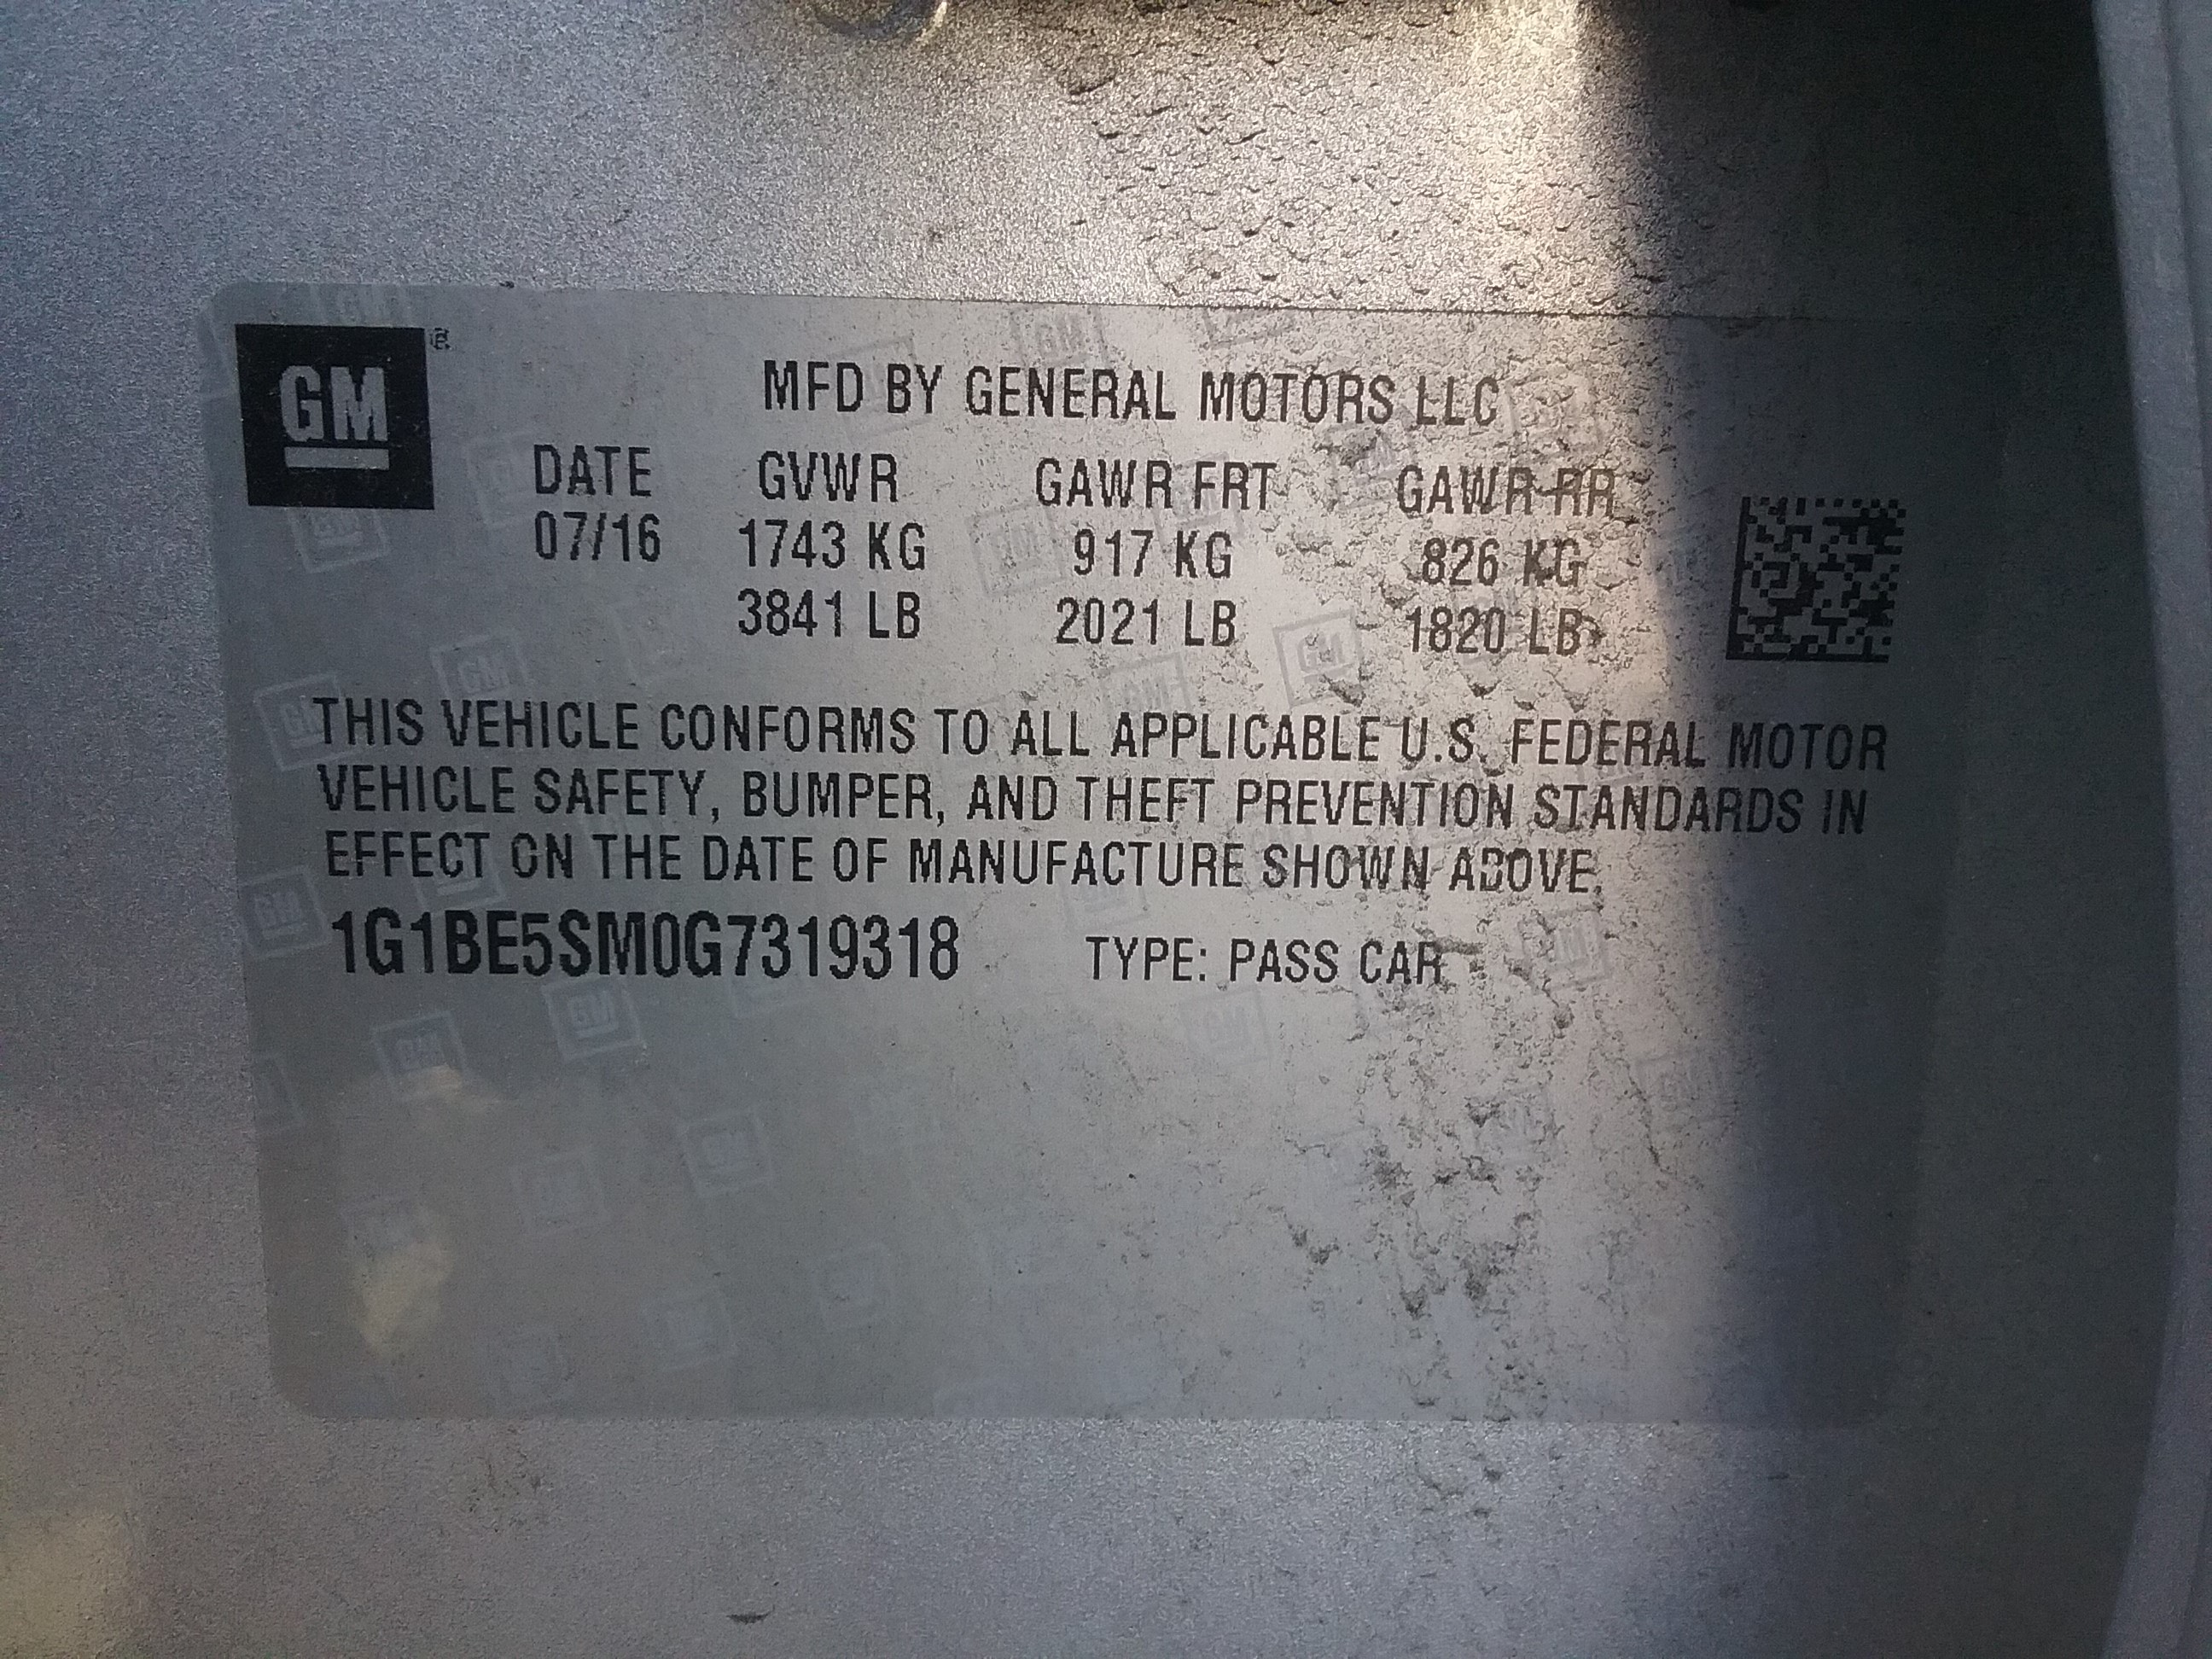 GM ®
MFD BY GENERAL MOTORS LLC
DATE GVWR GAWR FRT GAWR RR
07/16 1743 KG 917 KG 826 KG
3841 LB 2021 LB 1820 LB
THIS VEHICLE CONFORMS TO ALL APPLICABLE U.S. FEDERAL MOTOR
VEHICLE SAFETY, BUMPER, AND THEFT PREVENTION STANDARDS IN
EFFECT ON THE DATE OF MANUFACTURE SHOWN ABOVE.
1G1BE5SM0G7319318 TYPE: PASS CAR